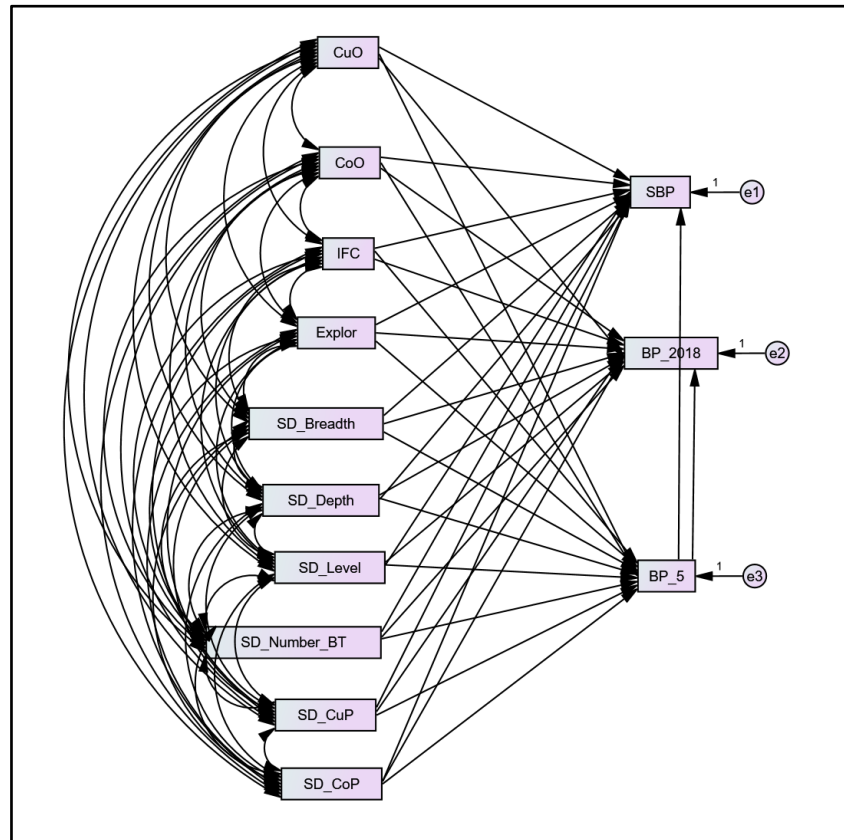 CuO
CoO
IFC
Explor
SD_Breadth
SD_Depth
SD_Level
SD_Number_BT
SD_CuP
SD_CoP
SBP
1
e1
BP_2018
1
e2
BP_5
1
e3